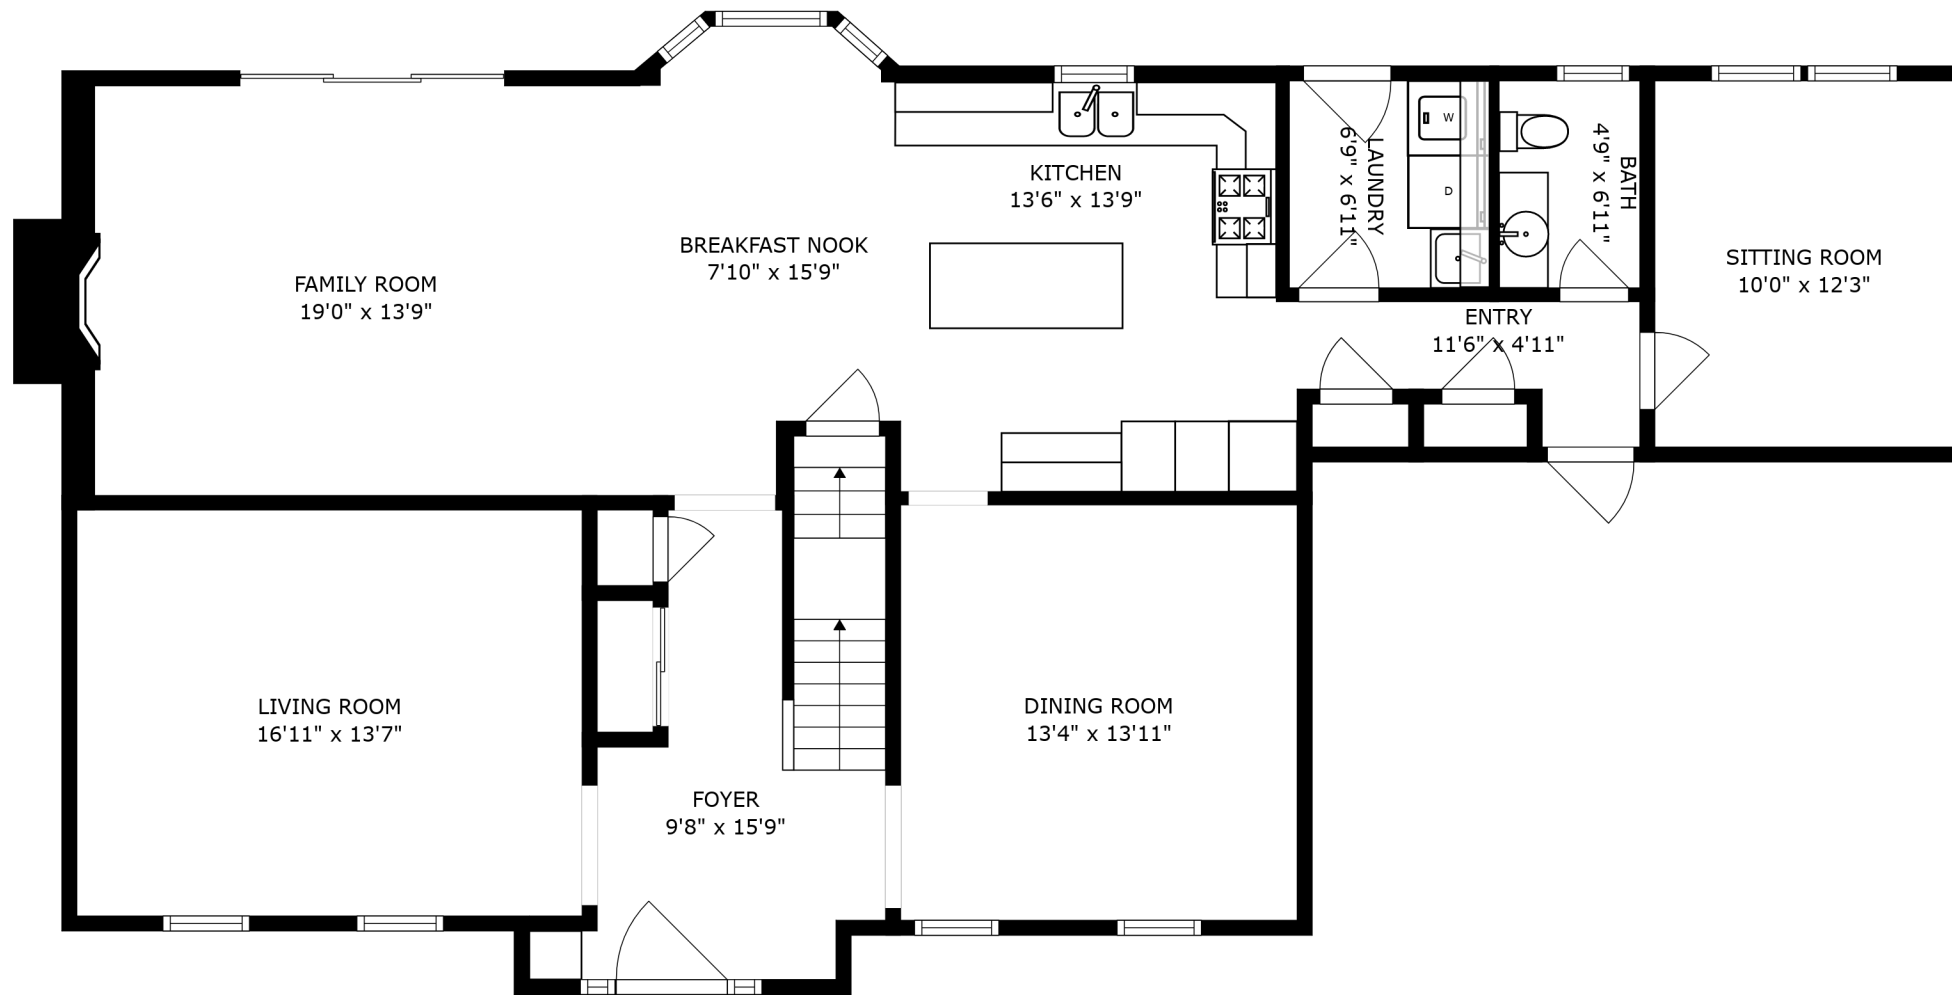 FAMILY ROOM
19'0" x 13'9"
BREAKFAST NOOK
7'10" x 15'9"
KITCHEN
13'6" x 13'9"
LAUNDRY
6'9" x 6'11"
W
D
BATH
4'9" x 6'11"
SITTING ROOM
10'0" x 12'3"
ENTRY
11'6" x 4'11"
LIVING ROOM
16'11" x 13'7"
FOYER
9'8" x 15'9"
DINING ROOM
13'4" x 13'11"